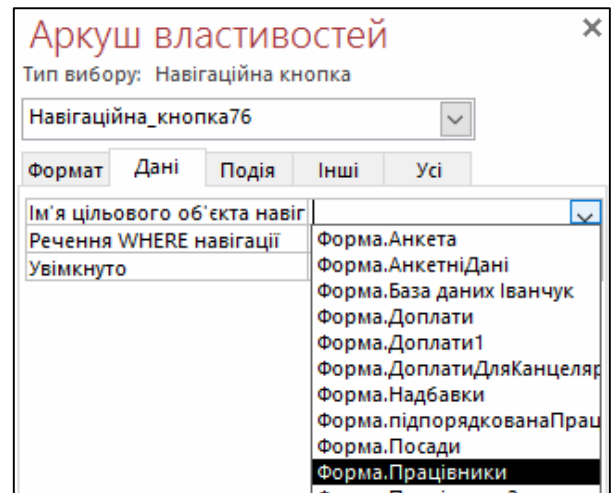 Аркуш властивостей
Тип вибору: Навігаційна кнопка
Навігаційна_кнопка76
Формат Дані Подія Інші Усі
Ім'я цільового об'єкта навіг
Речення WHERE навігації
Увімкнуто
Форма.Анкета
Форма.АнкетніДані
Форма.База даних Іванчук
Форма.Доплати
Форма.Доплати1
Форма.ДоплатиДляКанцеляр
Форма.Надбавки
Форма.підпорядкованаПрац
Форма.Посади
Форма.Працівники